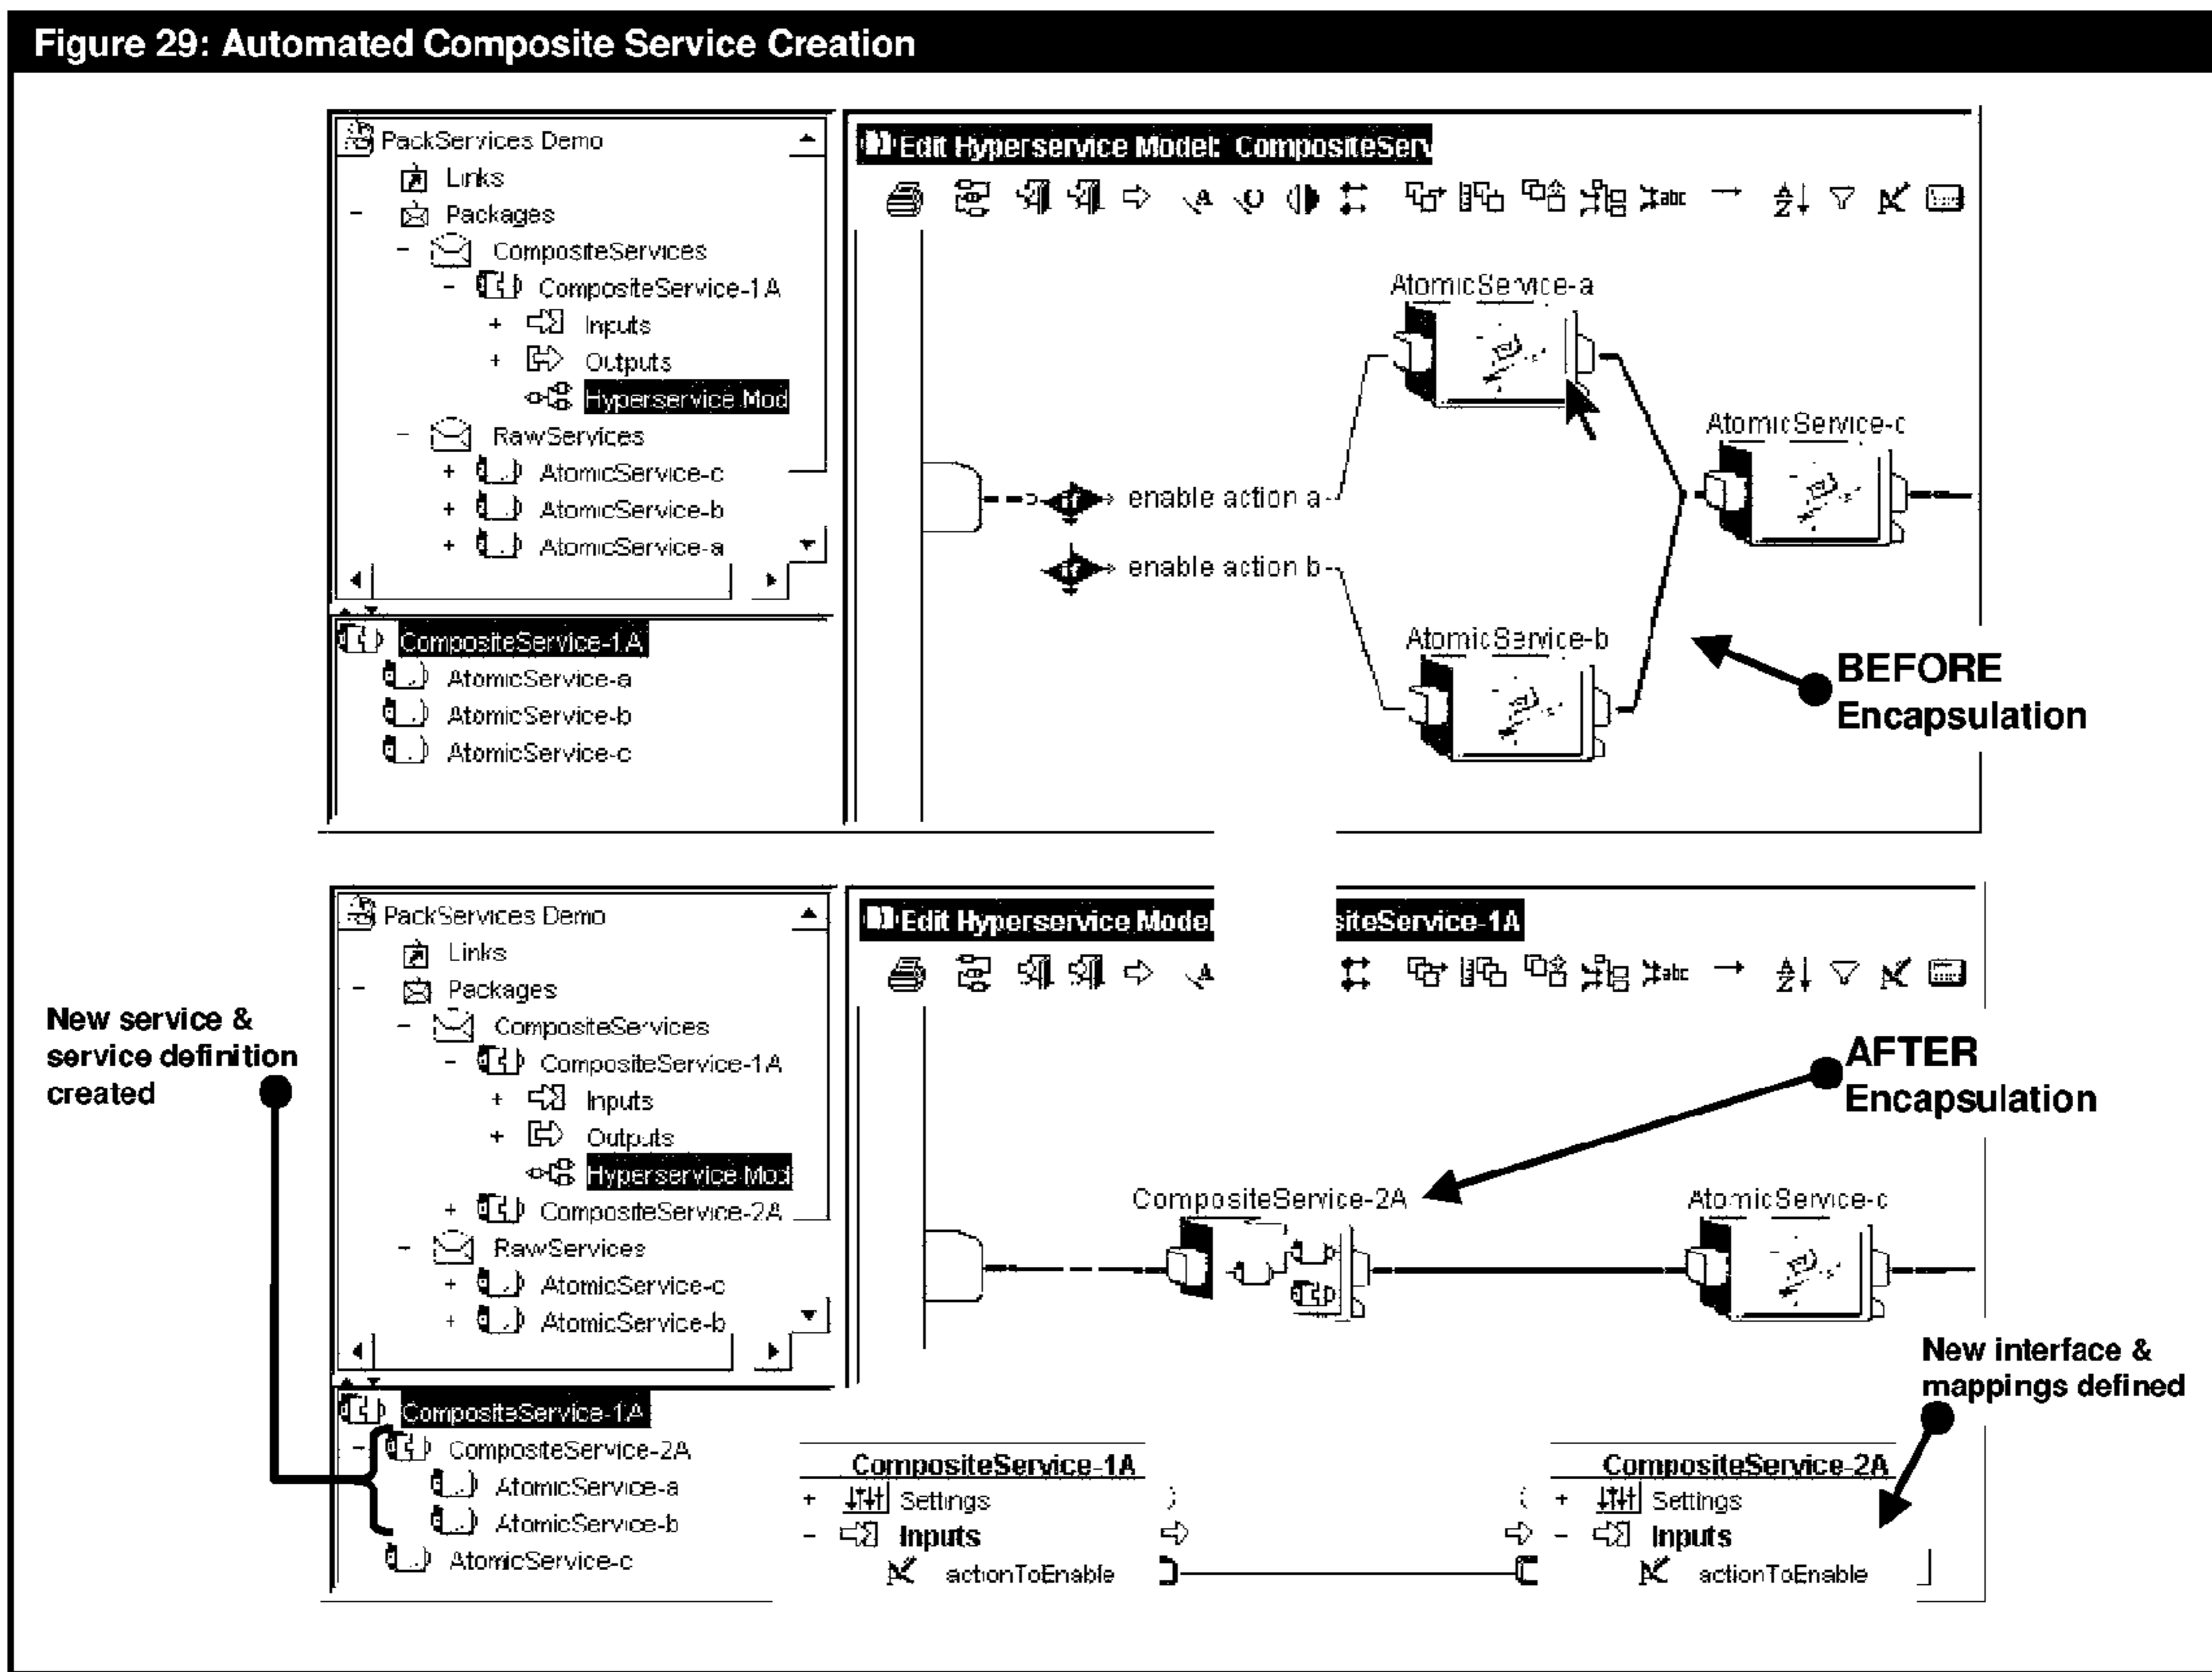 Figure 29: Automated Composite Service Creation
PackServices Demo
Links
Packages
CompositeServices
CompositeService-1A
Inputs
Outputs
Hyperservice Mod
RawServices
AtomicService-c
AtomicService-b
AtomicService-a
CompositeService-1A
AtomicService-a
AtomicService-b
AtomicService-c
Edit Hyperservice Model: CompositeServ
abc
AtomicService-a
AtomicService-c
if enable action a
if enable action b
AtomicService-b
BEFORE
Encapsulation
PackServices Demo
Links
Packages
CompositeServices
CompositeService-1A
Inputs
Outputs
Hyperservice Mod
CompositeService-2A
RawServices
AtomicService-c
AtomicService-b
New service &
service definition
created
CompositeService-1A
CompositeService-2A
AtomicService-a
AtomicService-b
AtomicService-c
Edit Hyperservice Model
siteService-1A
abc
AFTER
Encapsulation
CompositeService-2A
AtomicService-c
New interface &
mappings defined
CompositeService-1A
Settings
Inputs
actionToEnable
CompositeService-2A
Settings
Inputs
actionToEnable